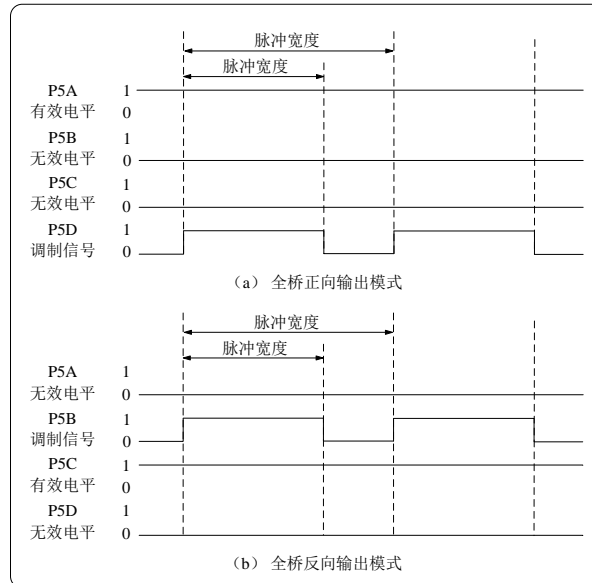 脉冲宽度
脉冲宽度
P5A 1
有效电平 0
P5B 1
无效电平 0
P5C 1
无效电平 0
P5D 1
调制信号 0
（a） 全桥正向输出模式
脉冲宽度
脉冲宽度
P5A 1
无效电平 0
P5B 1
调制信号 0
P5C 1
有效电平 0
P5D 1
无效电平 0
（b） 全桥反向输出模式